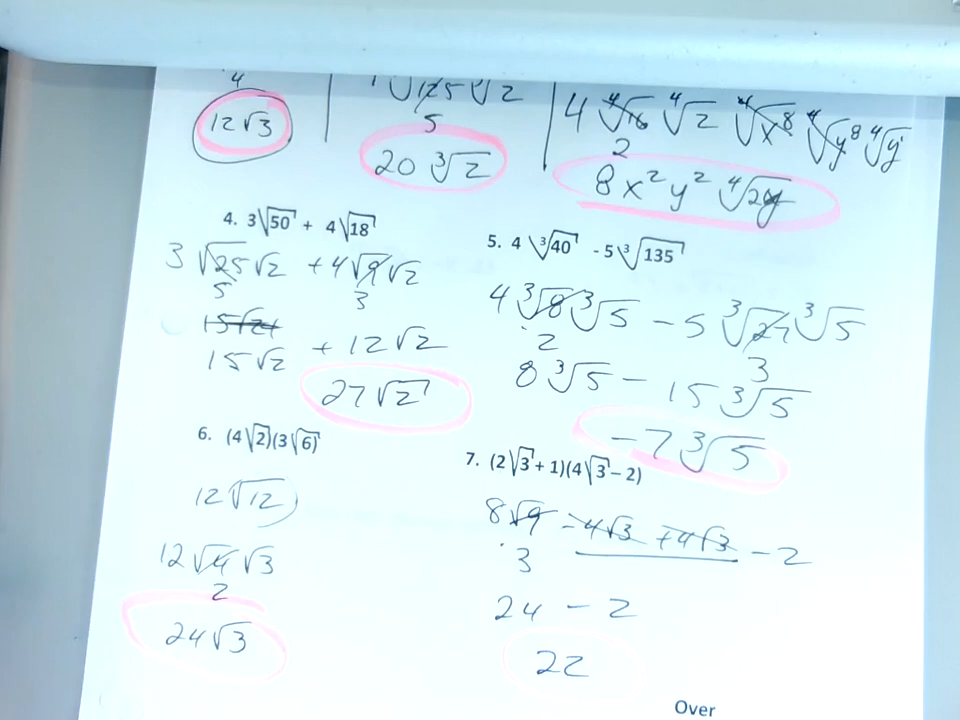 4
12√3
∛125 ∛2
5
20 ∛2
4 ∜16 ∜2 ∜x⁸ ∜y⁸ ∜y
2
8x²y² ∜2y
4. 3√50 + 4√18
3 √25 √2 + 4√9 √2
5 3
15√2 + 12√2
27√2
5. 4 ∛40 - 5 ∛135
4 ∛8 ∛5 − 5 ∛27 ∛5
2 3
8 ∛5 − 15 ∛5
−7 ∛5
6. (4√2)(3√6)
12√12
12√4 √3
2
24√3
7. (2√3 + 1)(4√3 − 2)
8√9 − 4√3 + 4√3 − 2
3
24 − 2
22
Over